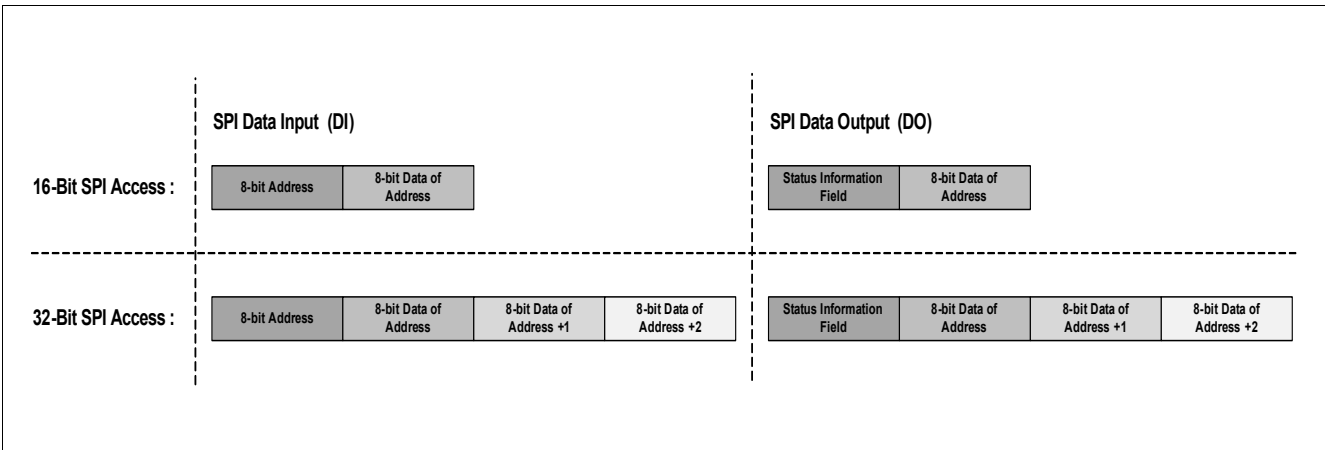 SPI Data Input (DI)
SPI Data Output (DO)
16-Bit SPI Access :
8-bit Address
8-bit Data of
Address
Status Information
Field
8-bit Data of
Address
32-Bit SPI Access :
8-bit Address
8-bit Data of
Address
8-bit Data of
Address +1
8-bit Data of
Address +2
Status Information
Field
8-bit Data of
Address
8-bit Data of
Address +1
8-bit Data of
Address +2